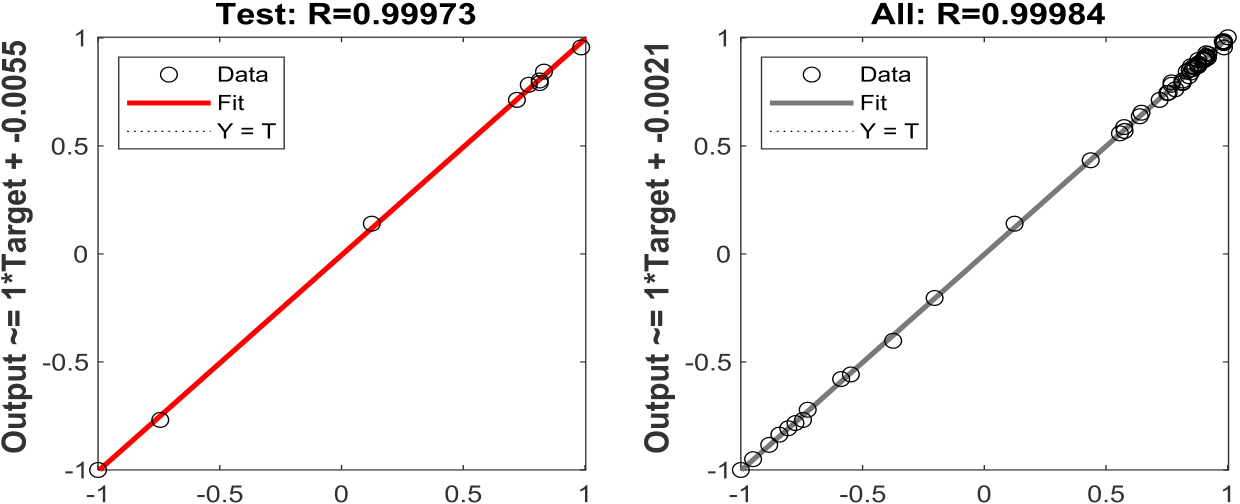 Test: R=0.99973
Output ~= 1*Target + -0.0055
Data
Fit
Y = T
1
0.5
0
-0.5
-1
-1
-0.5
0
0.5
1
All: R=0.99984
Output ~= 1*Target + -0.0021
Data
Fit
Y = T
1
0.5
0
-0.5
-1
-1
-0.5
0
0.5
1